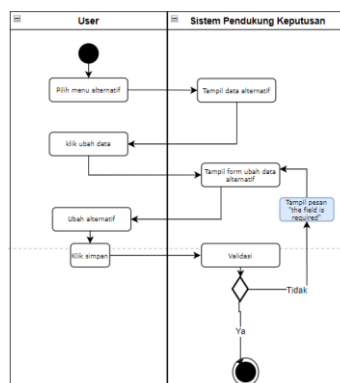 User
Sistem Pendukung Keputusan
Pilih menu alternatif
Tampil data alternatif
klik ubah data
Tampil form ubah data
alternatif
Tampil pesan
"the field is
required"
Ubah alternatif
Klik simpan
Validasi
Tidak
Ya